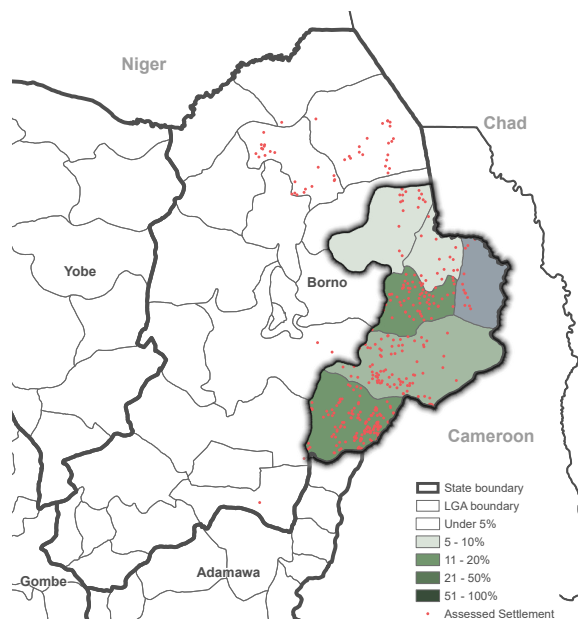 Niger
Chad
Yobe
Borno
Cameroon
State boundary
LGA boundary
Under 5%
5 - 10%
11 - 20%
21 - 50%
51 - 100%
Assessed Settlement
Gombe
Adamawa